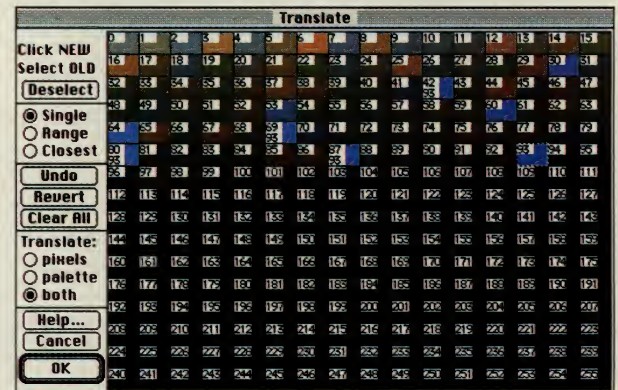 Translate
Click NEW
Select OLD
Deselect
Single
Range
Closest
Undo
Revert
Clear All
Translate:
pixels
palette
both
Help...
Cancel
OK
0 1 2 3 4 5 6 7 8 9 10 11 12 13 14 15
16 17 18 19 20 21 22 23 24 25 26 27 28 29 30 31
32 33 34 35 36 37 38 39 40 41 42 43 44 45 46 47
93
48 49 50 51 52 53 54 55 56 57 58 59 60 61 62 63
64 65 66 67 68 69 70 71 72 73 74 75 76 77 78 79
93 93
80 81 82 83 84 85 86 87 88 89 90 91 92 93 94 95
93 93
96 97 98 99 100 101 102 103 104 105 106 107 108 109 110 111
112 113 114 115 116 117 118 119 120 121 122 123 124 125 126 127
128 129 130 131 132 133 134 135 136 137 138 139 140 141 142 143
144 145 146 147 148 149 150 151 152 153 154 155 156 157 158 159
160 161 162 163 164 165 166 167 168 169 170 171 172 173 174 175
176 177 178 179 180 181 182 183 184 185 186 187 188 189 190 191
192 193 194 195 196 197 198 199 200 201 202 203 204 205 206 207
208 209 210 211 212 213 214 215 216 217 218 219 220 221 222 223
224 225 226 227 228 229 230 231 232 233 234 235 236 237 238 239
240 241 242 243 244 245 246 247 248 249 250 251 252 253 254 255